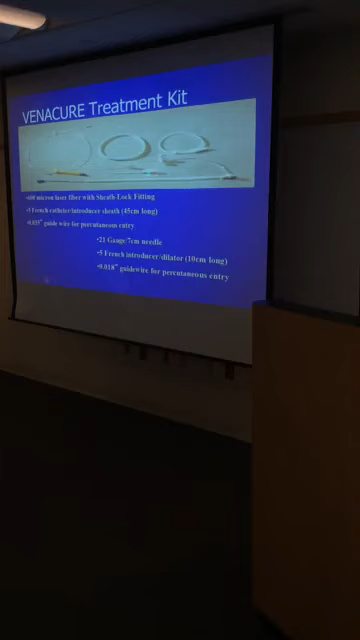 VENACURE Treatment Kit
•600 micron laser fiber with Sheath-Lock Fitting
•5 French catheter/introducer sheath (45cm long)
•0.035" guide wire for percutaneous entry
•21 Gauge/7cm needle
•5 French introducer/dilator (10cm long)
•0.018" guidewire for percutaneous entry